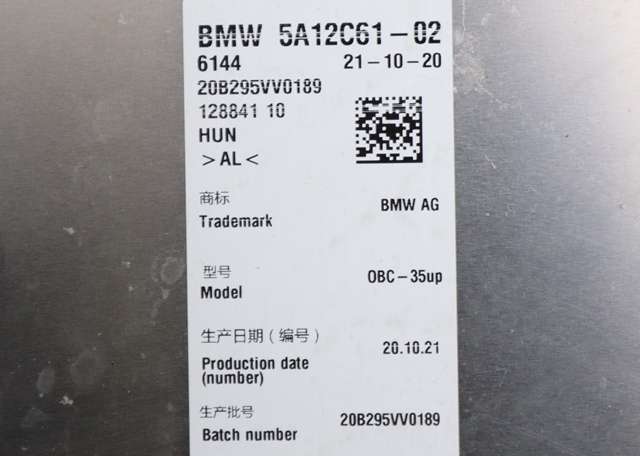 BMW 5A12C61-02
6144 21-10-20
20B295VV0189
128841 10
HUN
>AL<
商标
Trademark BMW AG
型号
Model OBC-35up
生产日期(编号)
Production date 20.10.21
(number)
生产批号
Batch number 20B295VV0189